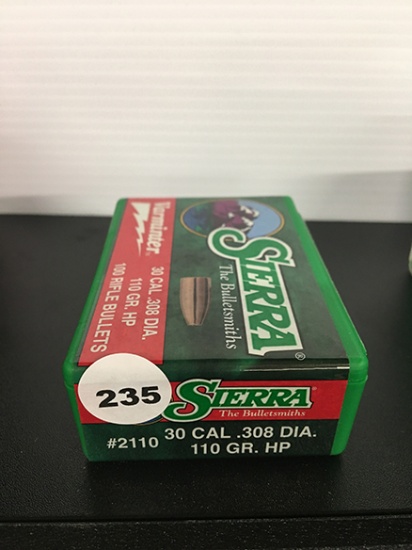 Varminter
30 CAL .308 DIA.
110 GR. HP
100 RIFLE BULLETS
SIERRA®
The Bulletsmiths
235
SIERRA
The Bulletsmiths
#2110 30 CAL .308 DIA.
110 GR. HP